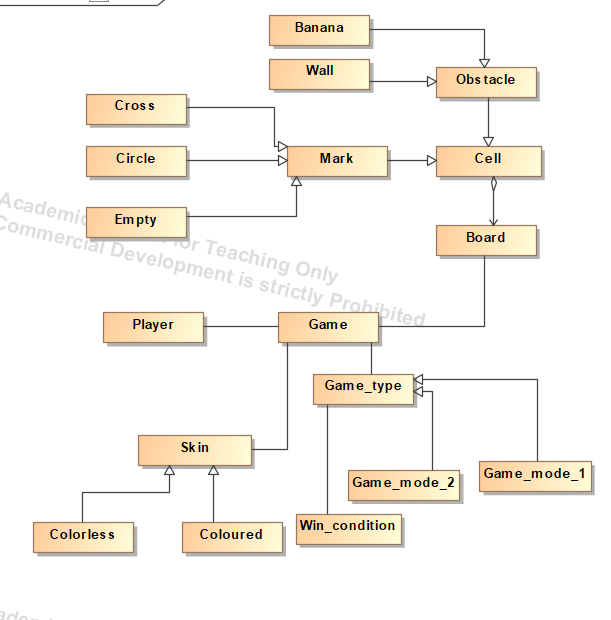 Banana
Wall
Obstacle
Cross
Circle
Mark
Cell
Empty
Academic
for Teaching Only
Commercial Development is strictly Prohibited
Board
Player
Game
Game_type
Skin
Game_mode_2
Game_mode_1
Colorless
Coloured
Win_condition